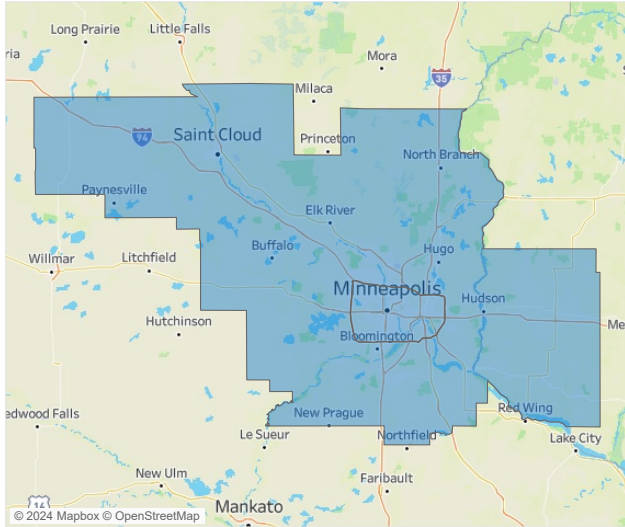 Long Prairie
Little Falls
ria
Mora
35
Milaca
94
Saint Cloud
Princeton
North Branch
Paynesville
Elk River
Buffalo
Hugo
Willmar
Litchfield
Minneapolis
Hudson
Hutchinson
Me
Bloomington
edwood Falls
New Prague
Red Wing
Le Sueur
Northfield
Lake City
New Ulm
Faribault
Mankato
© 2024 Mapbox © OpenStreetMap